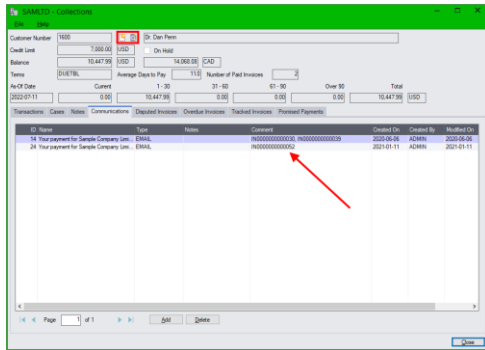 SAMLTD - Collections
File Help
Customer Number 1600 Dr. Dan Penn
Credit Limit 7,000.00 USD On Hold
Balance 10,447.99 USD 14,060.08 CAD
Terms DUETBL Average Days to Pay 11.0 Number of Paid Invoices 2
As-Of Date Current 1 - 30 31 - 60 61 - 90 Over 90 Total
2022-07-11 0.00 10,447.99 0.00 0.00 0.00 10,447.99 USD
Transactions Cases Notes Communications Disputed Invoices Overdue Invoices Tracked Invoices Promised Payments
ID Name Type Notes Comment Created On Created By Modified On
14 Your payment for Sample Company Limi... EMAIL IN0000000000030, IN0000000000039 2020-06-06 ADMIN 2020-06-06
24 Your payment for Sample Company Limi... EMAIL IN0000000000052 2021-01-11 ADMIN 2021-01-11
Page 1 of 1 Add Delete
Close